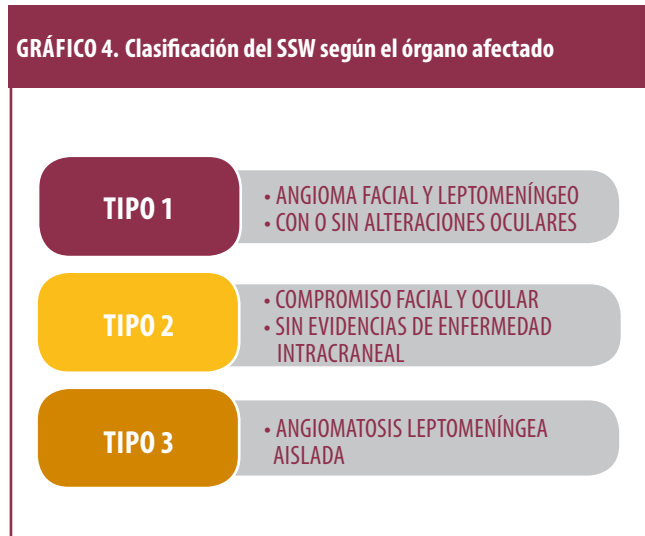 GRÁFICO 4. Clasificación del SSW según el órgano afectado
TIPO 1
• ANGIOMA FACIAL Y LEPTOMENÍNGEO
• CON O SIN ALTERACIONES OCULARES
TIPO 2
• COMPROMISO FACIAL Y OCULAR
• SIN EVIDENCIAS DE ENFERMEDAD
INTRACRANEAL
TIPO 3
• ANGIOMATOSIS LEPTOMENÍNGEA
AISLADA